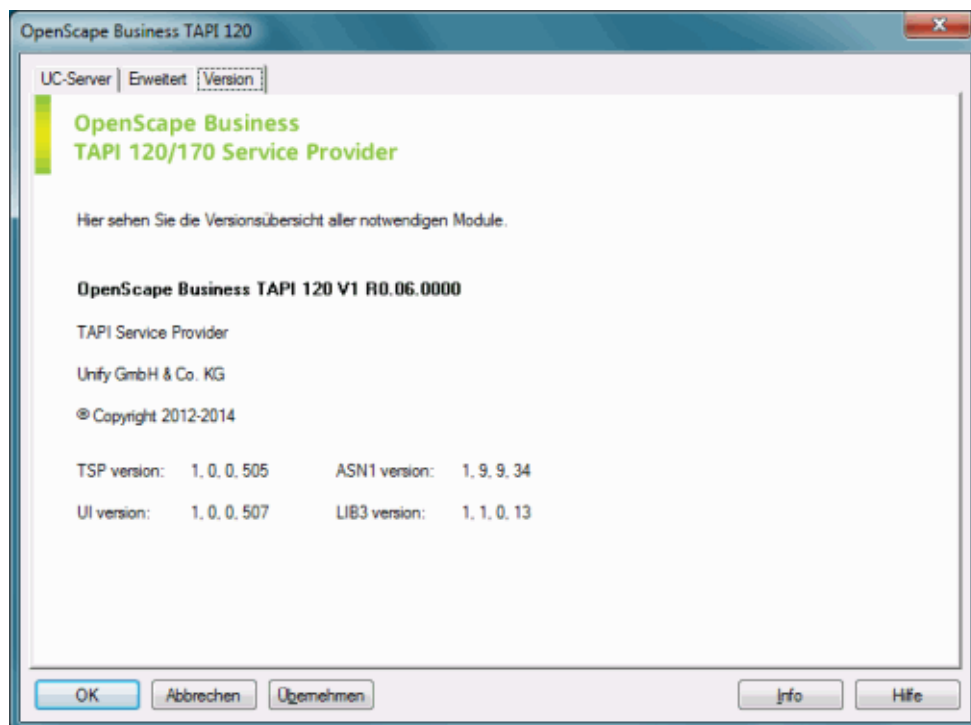 OpenScape Business TAPI 120
UC-Server Erweitert Version
OpenScape Business
TAPI 120/170 Service Provider
Hier sehen Sie die Versionsübersicht aller notwendigen Module.
OpenScape Business TAPI 120 V1 R0.06.0000
TAPI Service Provider
Unify GmbH & Co. KG
® Copyright 2012-2014
TSP version: 1, 0, 0, 505 ASN1 version: 1, 9, 9, 34
UI version: 1, 0, 0, 507 LIB3 version: 1, 1, 0, 13
OK Abbrechen Übernehmen Info Hilfe